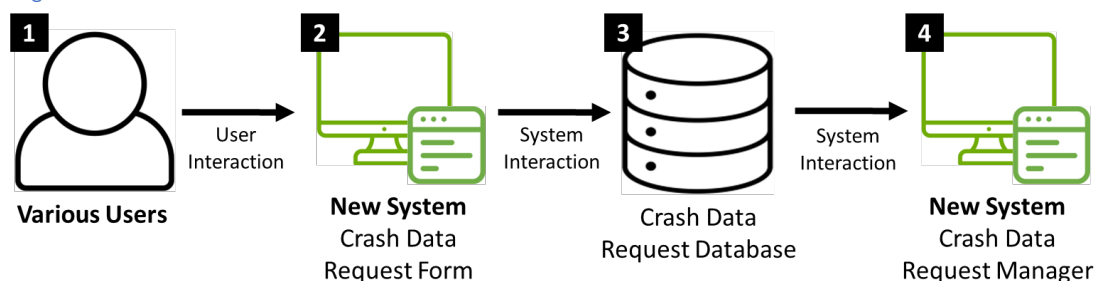 1
2
3
4
User
Interaction
System
Interaction
System
Interaction
Various Users
New System
Crash Data
Request Form
Crash Data
Request Database
New System
Crash Data
Request Manager